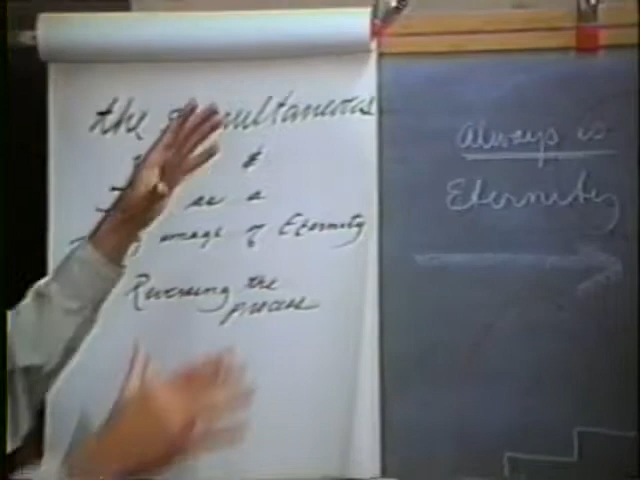 the Simultaneous
&
as a
image of Eternity
Reversing the
process
Always is
Eternity